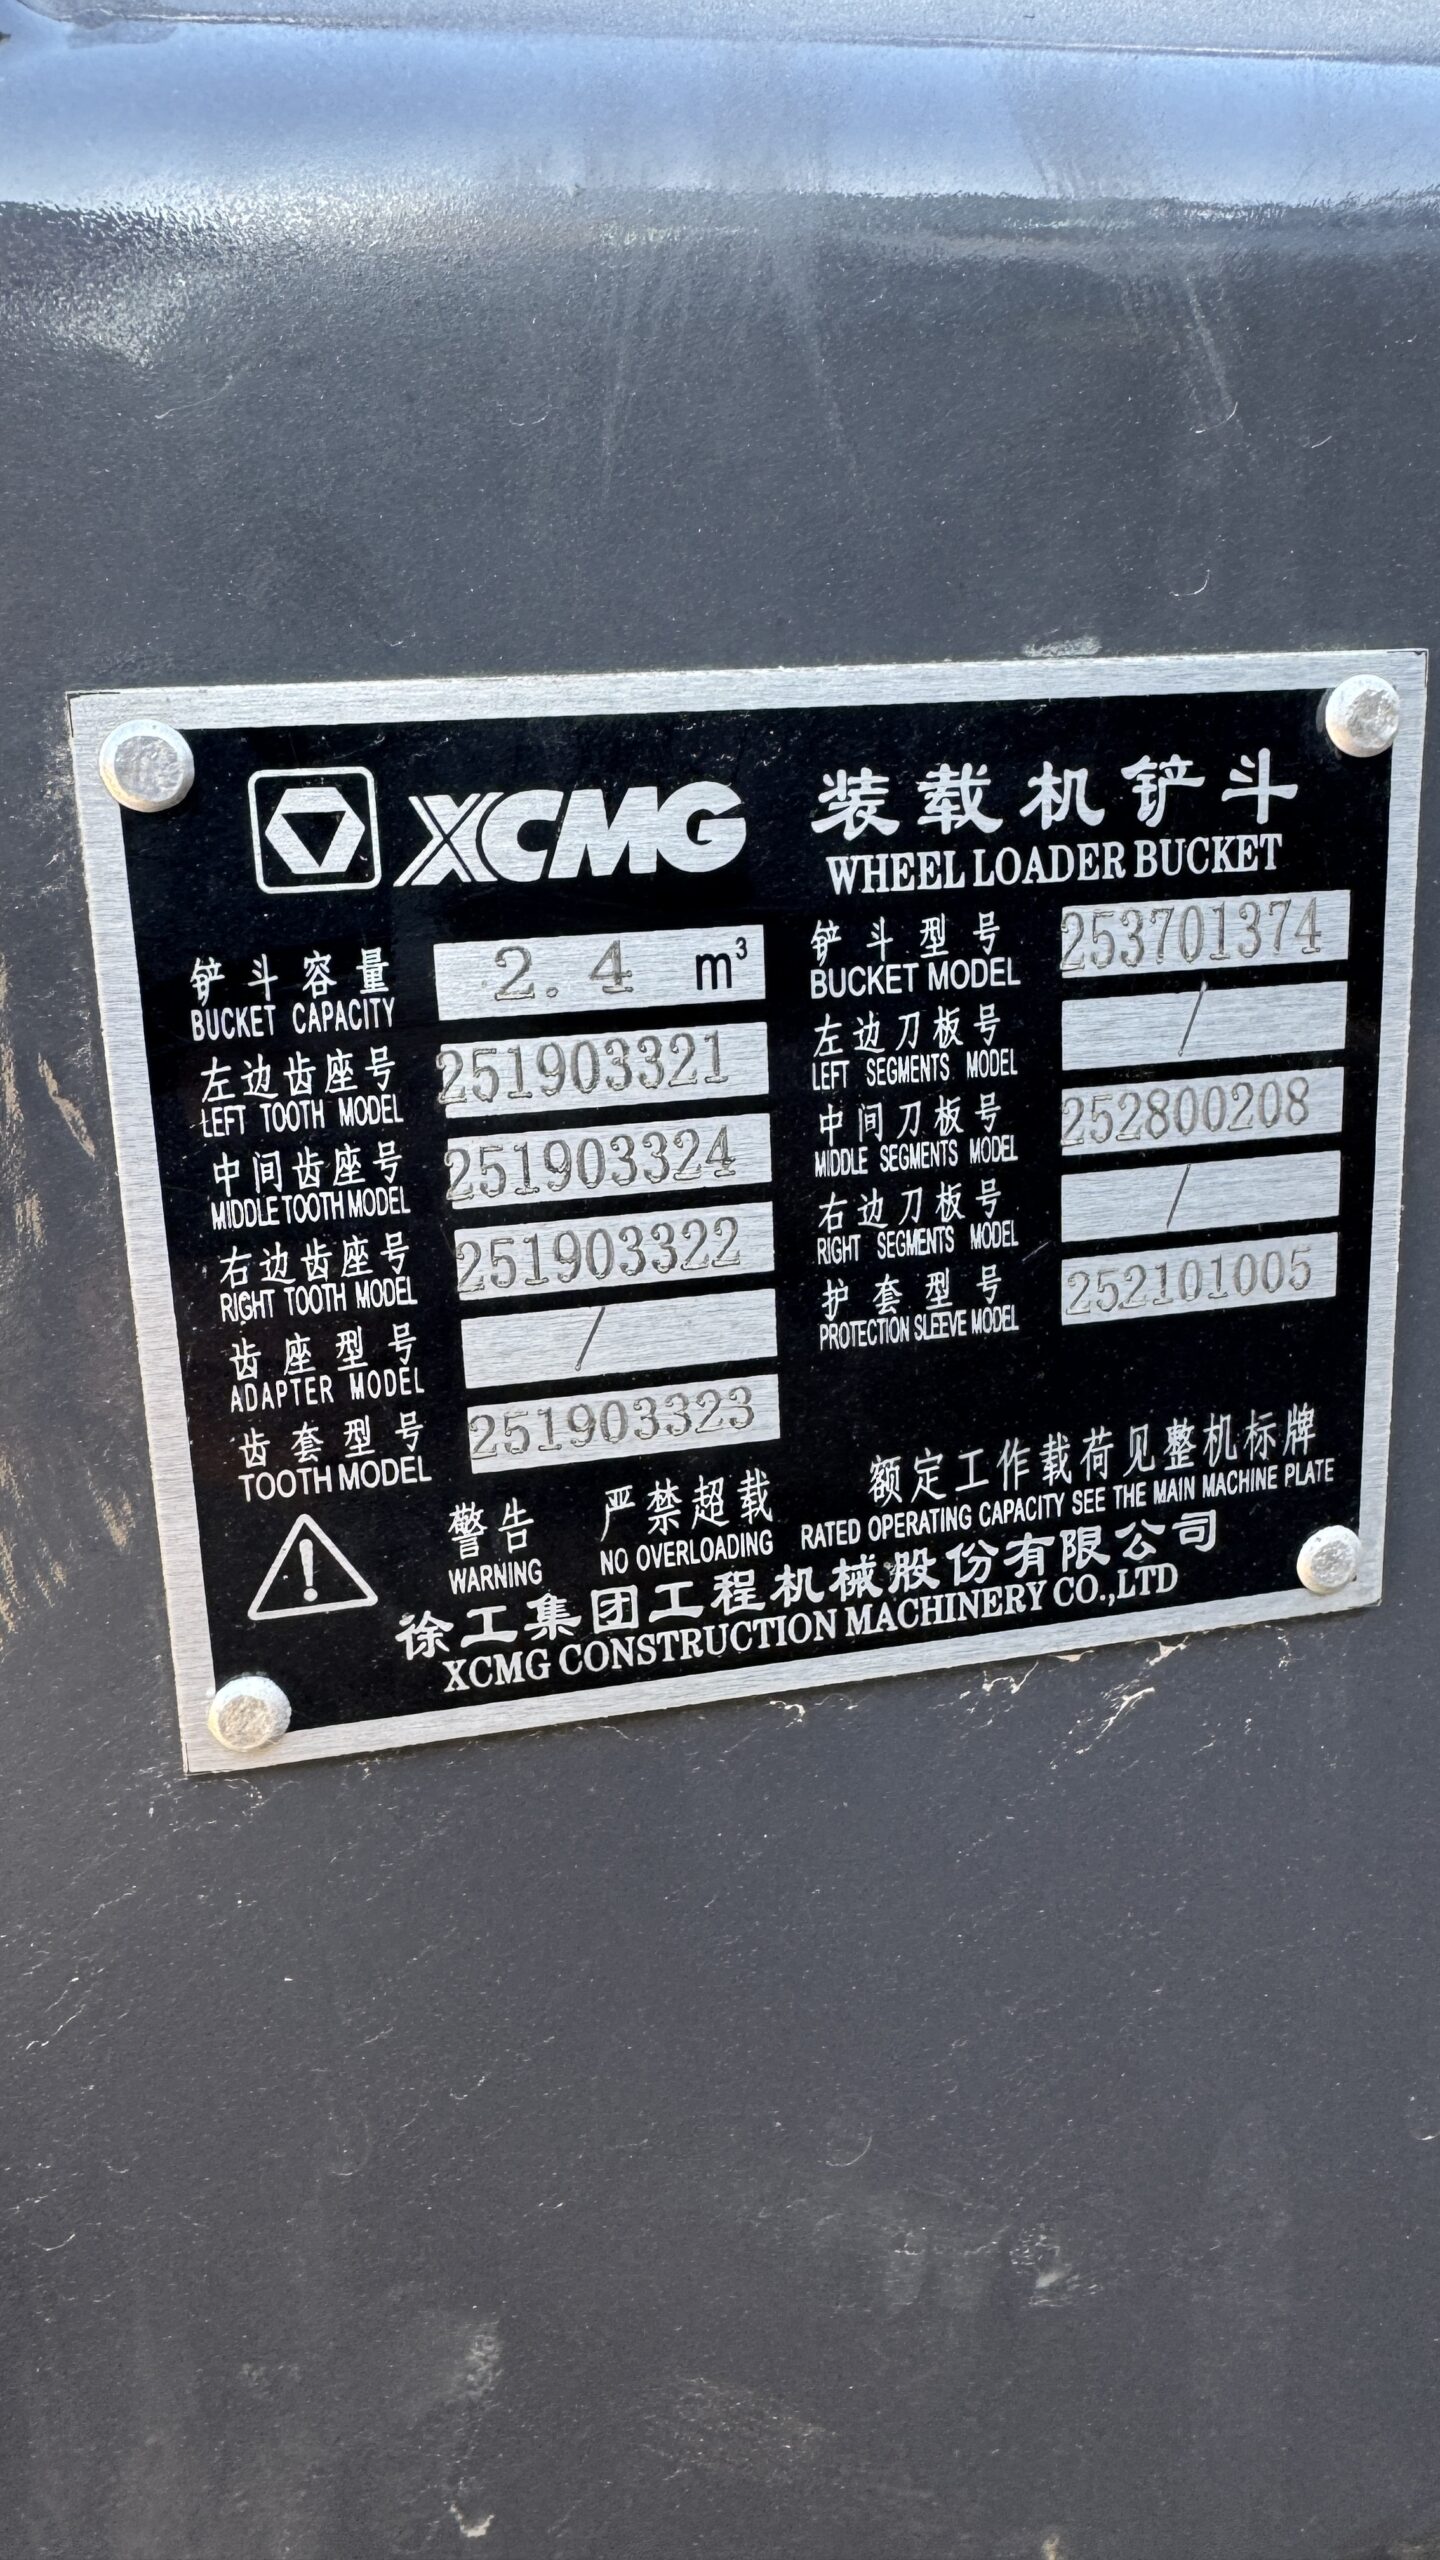 XCMG 装载机铲斗
WHEEL LOADER BUCKET
铲斗容量 2.4 m³
BUCKET CAPACITY
左边齿座号 251903321
LEFT TOOTH MODEL
中间齿座号 251903324
MIDDLE TOOTH MODEL
右边齿座号 251903322
RIGHT TOOTH MODEL
齿座型号 /
ADAPTER MODEL
齿套型号 251903323
TOOTH MODEL
铲斗型号 253701374
BUCKET MODEL
左边刀板号 /
LEFT SEGMENTS MODEL
中间刀板号 252800208
MIDDLE SEGMENTS MODEL
右边刀板号 /
RIGHT SEGMENTS MODEL
护套型号 252101005
PROTECTION SLEEVE MODEL
警告 严禁超载 额定工作载荷见整机标牌
WARNING NO OVERLOADING RATED OPERATING CAPACITY SEE THE MAIN MACHINE PLATE
徐工集团工程机械股份有限公司
XCMG CONSTRUCTION MACHINERY CO.,LTD